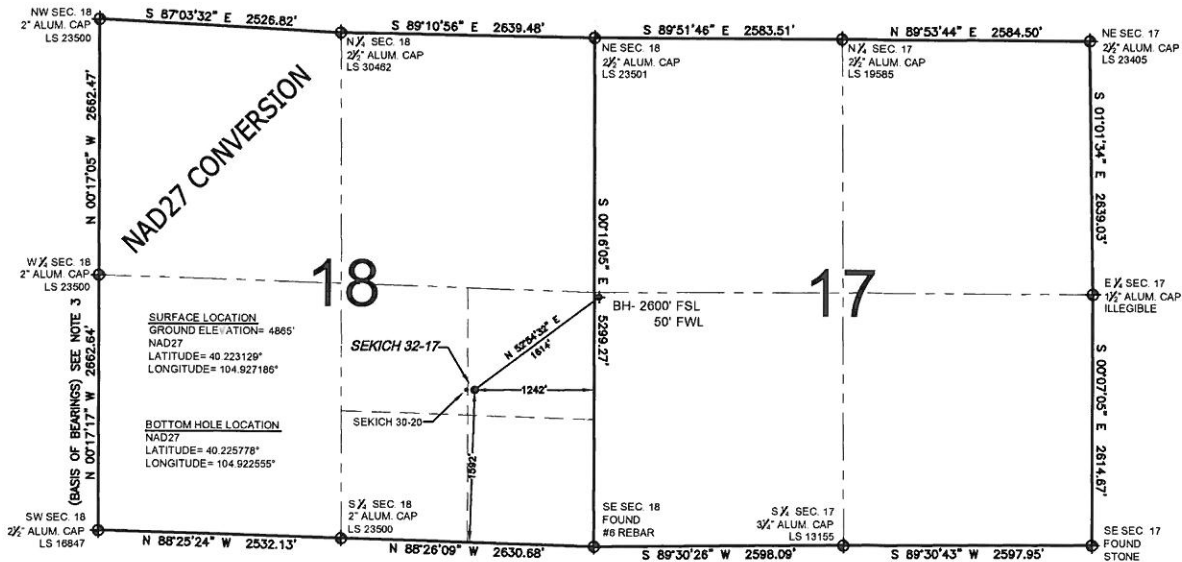 NW SEC. 18
2" ALUM. CAP
LS 23500
S 87°03'32" E 2526.82'
N ¼ SEC. 18
2½" ALUM. CAP
LS 30462
S 89°10'56" E 2639.48'
NE SEC. 18
2½" ALUM. CAP
LS 23501
S 89°51'46" E 2583.51'
N ¼ SEC. 17
2½" ALUM. CAP
LS 19585
N 89°53'44" E 2584.50'
NE SEC. 17
2½" ALUM. CAP
LS 23405
N 00°17'05" W 2662.47'
NAD27 CONVERSION
S 00°16'05" E 5299.27'
S 01°01'34" E 2639.03'
W ¼ SEC. 18
2" ALUM. CAP
LS 23500
18
17
E ¼ SEC. 17
1½" ALUM. CAP
ILLEGIBLE
BH- 2600' FSL
50' FWL
(BASIS OF BEARINGS) SEE NOTE 3
N 00°17'17" W 2662.64'
SURFACE LOCATION
GROUND ELEVATION= 4865'
NAD27
LATITUDE= 40.223129°
LONGITUDE= 104.927186°
SEKICH 32-17
N 52°54'32" E
1614'
1242'
SEKICH 30-20
1592'
BOTTOM HOLE LOCATION
NAD27
LATITUDE= 40.225778°
LONGITUDE= 104.922555°
S 00°07'05" E 2614.67'
SW SEC. 18
2½" ALUM. CAP
LS 16847
N 88°25'24" W 2532.13'
S ¼ SEC. 18
2" ALUM. CAP
LS 23500
N 88°26'09" W 2630.68'
SE SEC. 18
FOUND
#6 REBAR
S 89°30'26" E 2598.09'
S ¼ SEC. 17
3¼" ALUM. CAP
LS 13155
S 89°30'43" E 2597.95'
SE SEC 17
FOUND
STONE